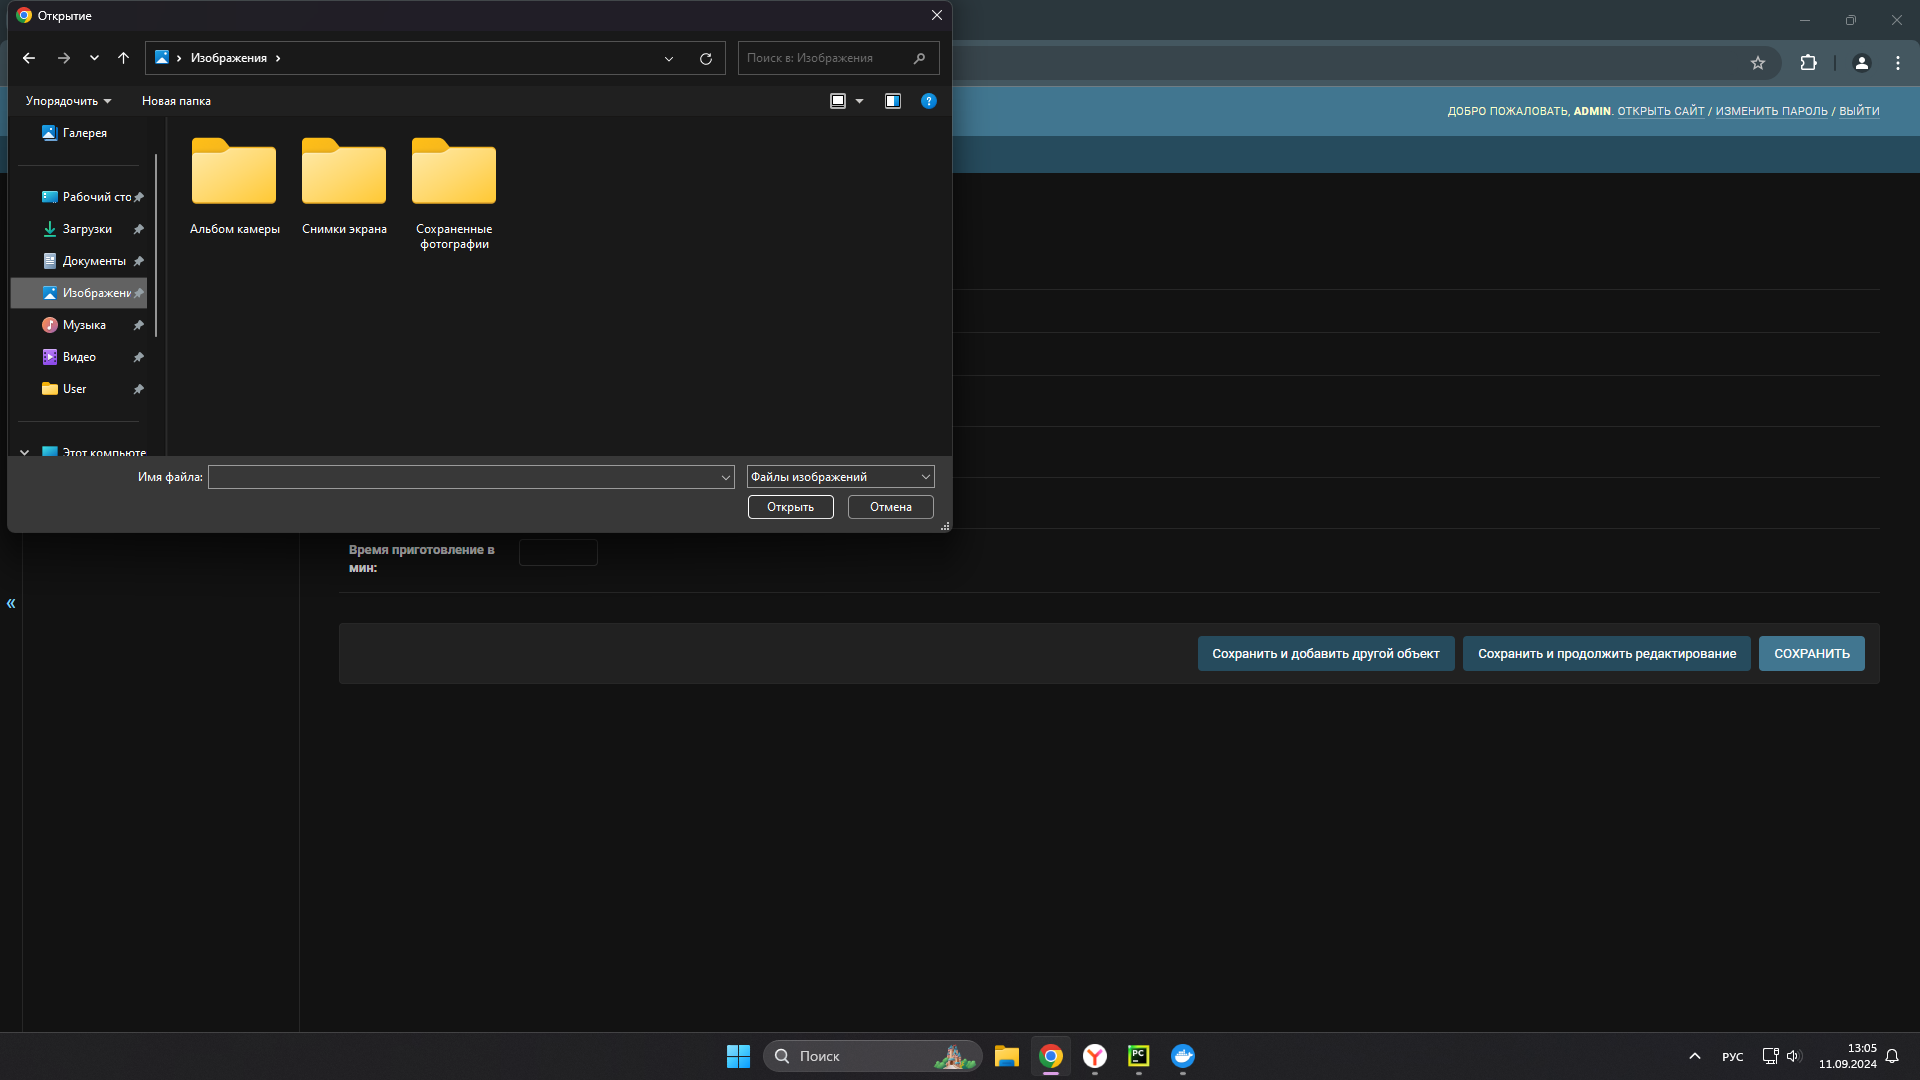 Открытие
Изображения
Поиск в: Изображения
Упорядочить
Новая папка
ДОБРО ПОЖАЛОВАТЬ, ADMIN. ОТКРЫТЬ САЙТ / ИЗМЕНИТЬ ПАРОЛЬ / ВЫЙТИ
Галерея
Рабочий сто
Загрузки
Документы
Изображени
Музыка
Видео
User
Этот компьюте
Альбом камеры
Снимки экрана
Сохраненные
фотографии
Имя файла:
Файлы изображений
Открыть
Отмена
Время приготовление в
мин:
«
Сохранить и добавить другой объект
Сохранить и продолжить редактирование
СОХРАНИТЬ
Поиск
PC
РУС
13:05
11.09.2024